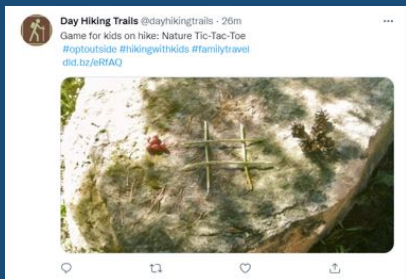 Day Hiking Trails @dayhikingtrails · 26m
Game for kids on hike: Nature Tic-Tac-Toe
#optoutside #hikingwithkids #familytravel
dld.bz/eRfAQ